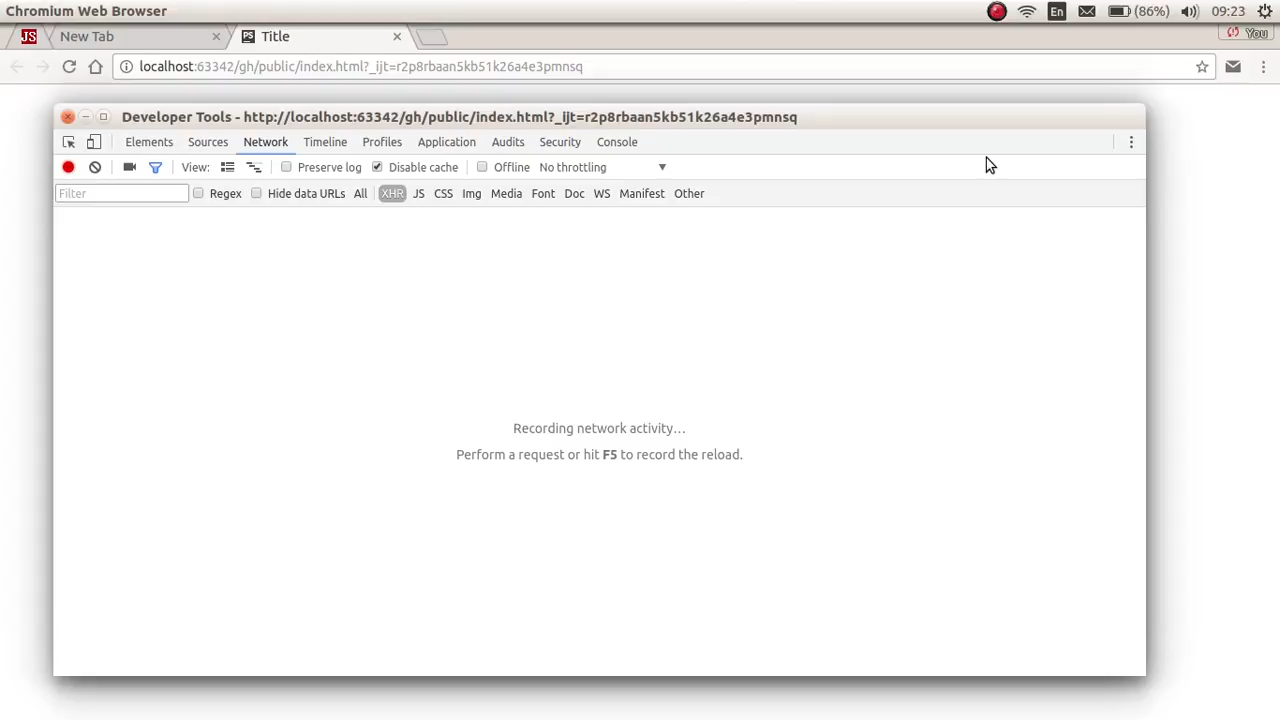 Chromium Web Browser
En
(86%)
09:23
JS
New Tab
PS
Title
You
localhost:63342/gh/public/index.html?_ijt=r2p8rbaan5kb51k26a4e3pmnsq
Developer Tools - http://localhost:63342/gh/public/index.html?_ijt=r2p8rbaan5kb51k26a4e3pmnsq
Elements Sources Network Timeline Profiles Application Audits Security Console
View: Preserve log Disable cache Offline No throttling
Filter Regex Hide data URLs All XHR JS CSS Img Media Font Doc WS Manifest Other
Recording network activity…
Perform a request or hit F5 to record the reload.